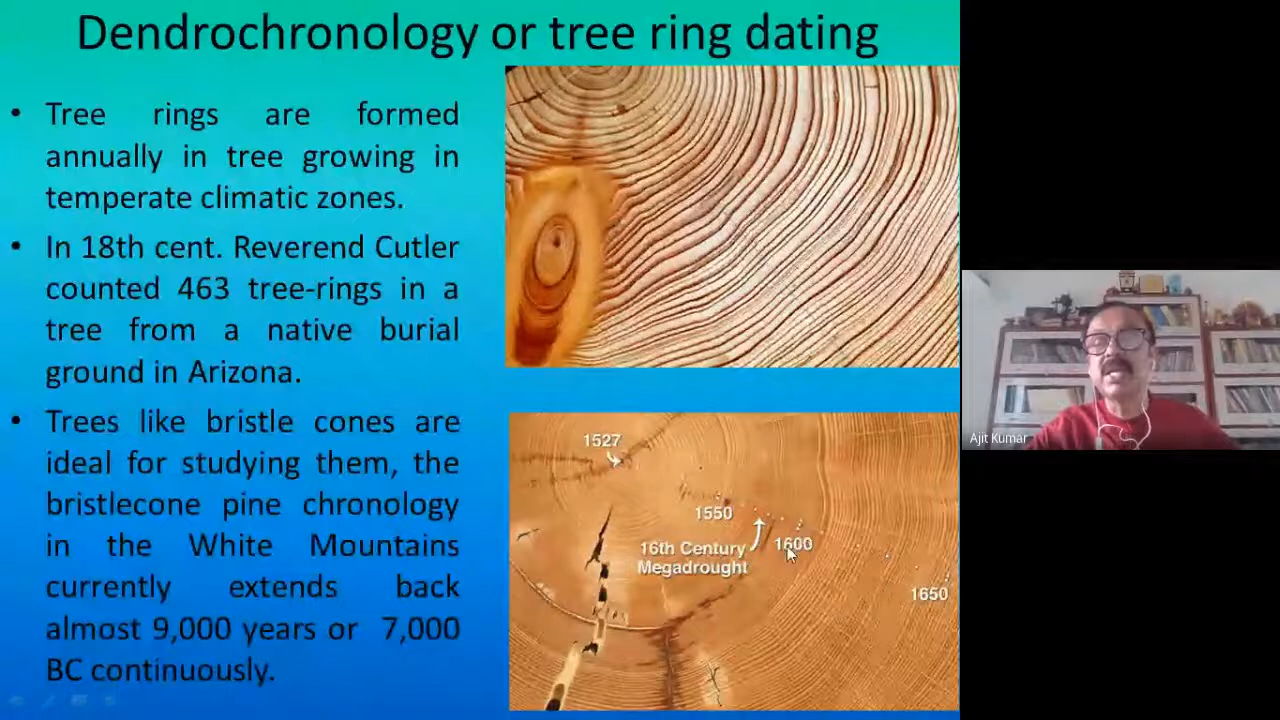 Dendrochronology or tree ring dating
• Tree rings are formed
annually in tree growing in
temperate climatic zones.
• In 18th cent. Reverend Cutler
counted 463 tree-rings in a
tree from a native burial
ground in Arizona.
• Trees like bristle cones are
ideal for studying them, the
bristlecone pine chronology
in the White Mountains
currently extends back
almost 9,000 years or 7,000
BC continuously.
1527
1550
16th Century
Megadrought
1600
1650
Ajit Kumar